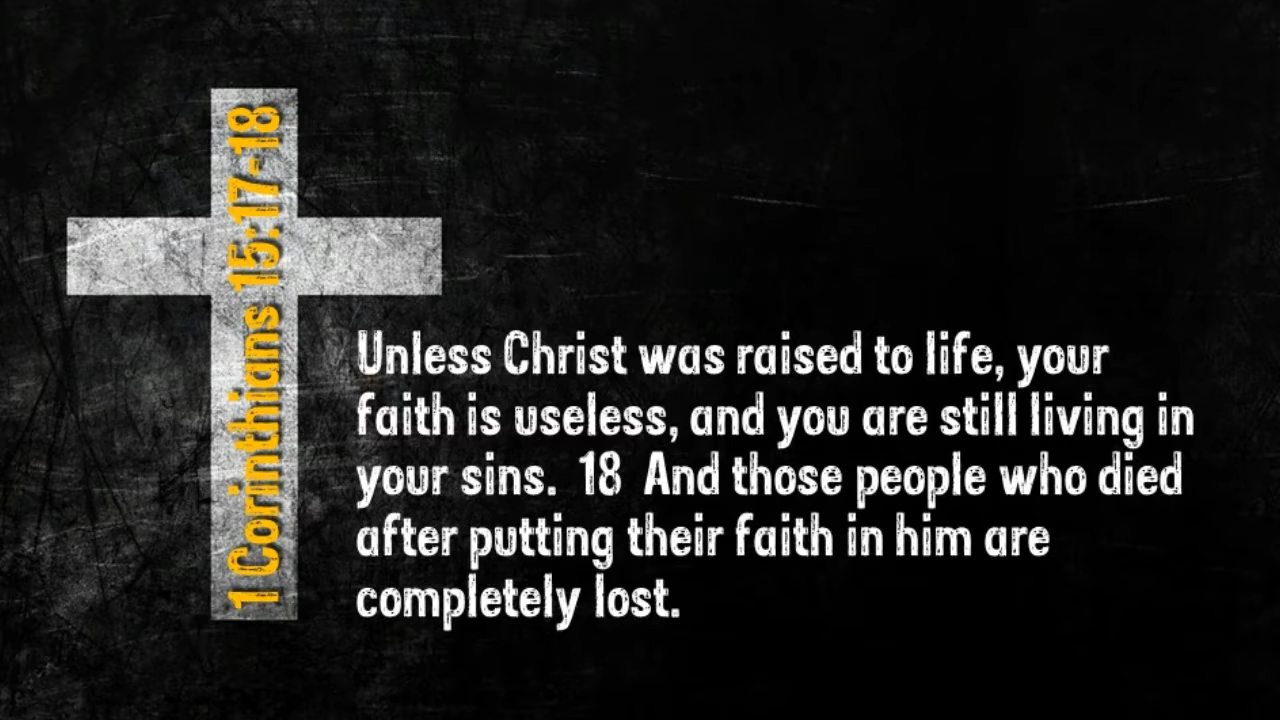 1 Corinthians 15:17-18
Unless Christ was raised to life, your
faith is useless, and you are still living in
your sins. 18 And those people who died
after putting their faith in him are
completely lost.